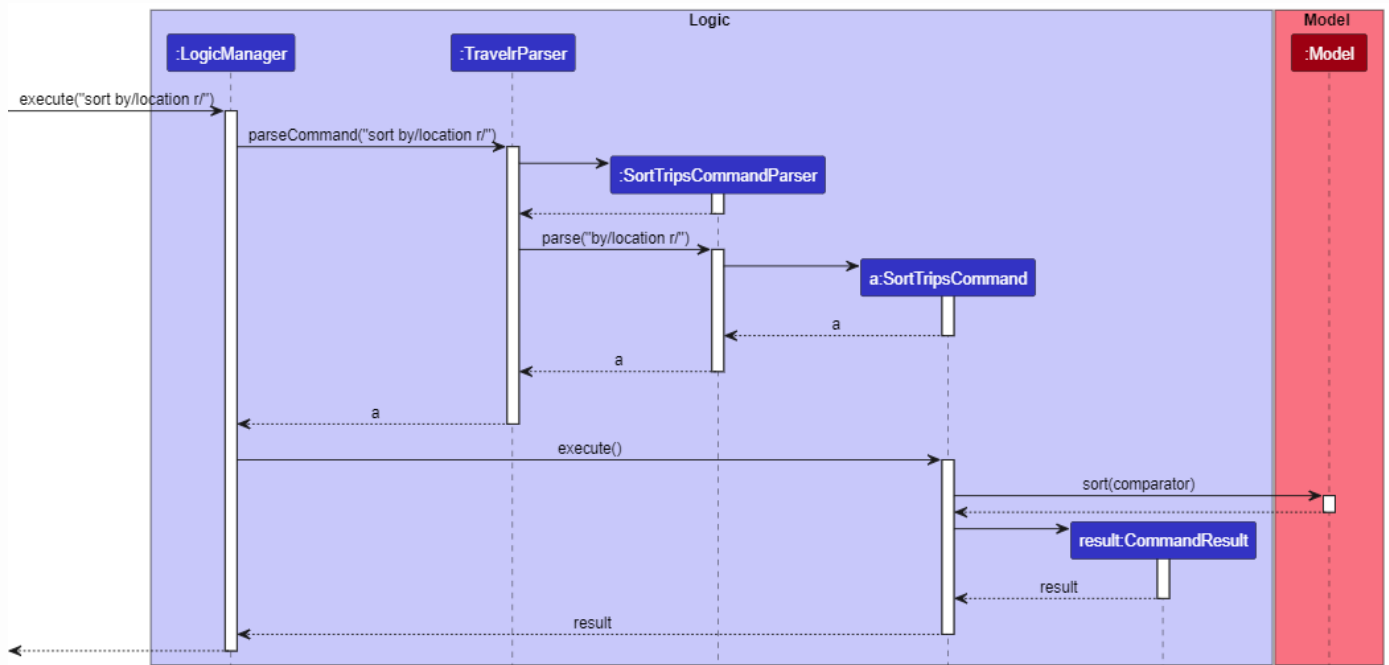 Logic
Model
:LogicManager
:TravelrParser
:Model
execute("sort by/location r/")
parseCommand("sort by/location r/")
:SortTripsCommandParser
parse("by/location r/")
a:SortTripsCommand
a
a
a
execute()
sort(comparator)
result:CommandResult
result
result